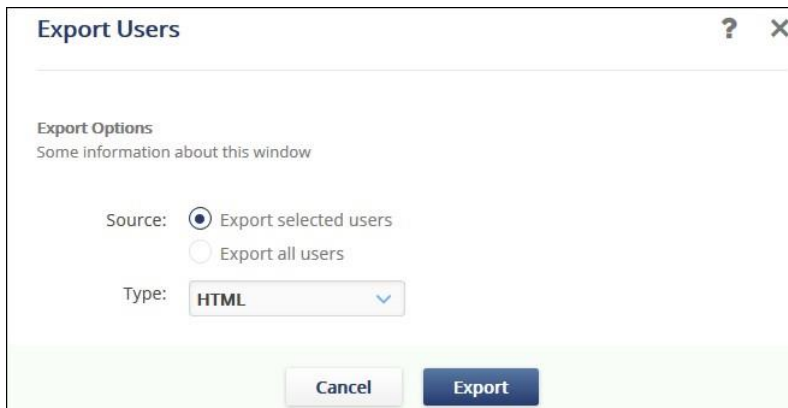 Export Users ? ×
Export Options
Some information about this window
Source: Export selected users
Export all users
Type: HTML
Cancel Export